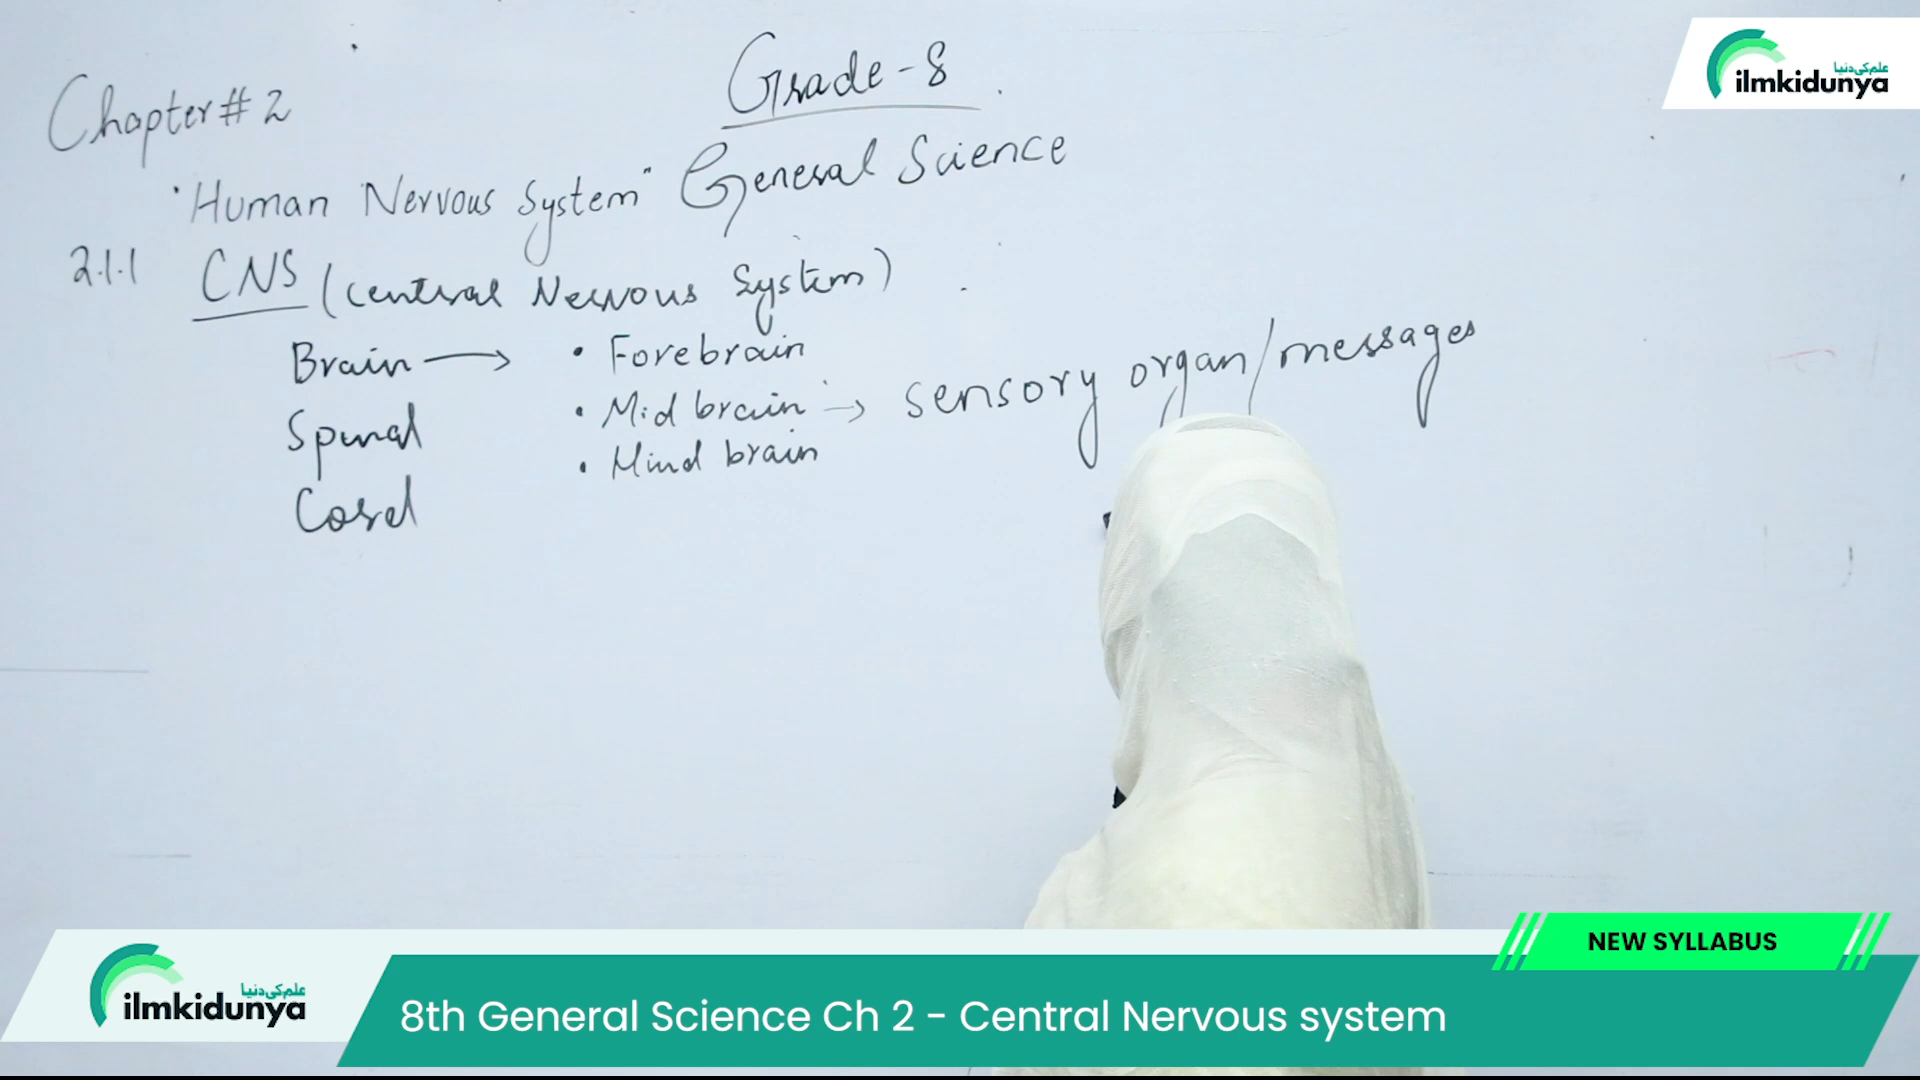 Grade-8
Chapter # 2
"Human Nervous System" General Science
2.1.1 CNS (Central Nervous System)
Brain → • Forebrain
• Mid brain → sensory organ/messages
• Hind brain
Spinal
Cord
علم کی دنیا
ilmkidunya
NEW SYLLABUS
علم کی دنیا
ilmkidunya
8th General Science Ch 2 - Central Nervous system